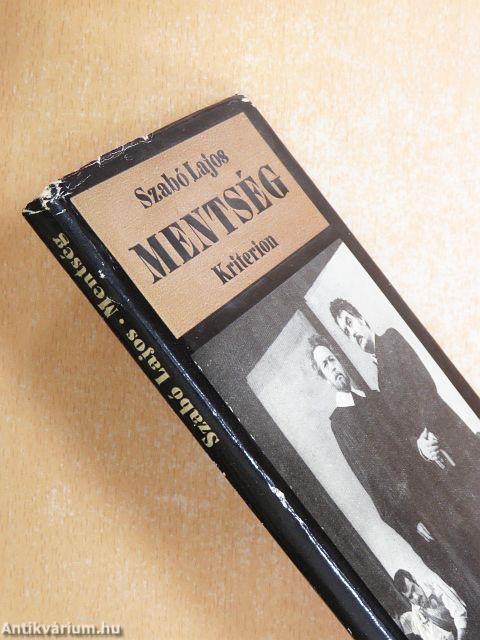 Szabó Lajos
MENTSÉG
Kriterion
Szabó Lajos • Mentség
Antikvárium.hu